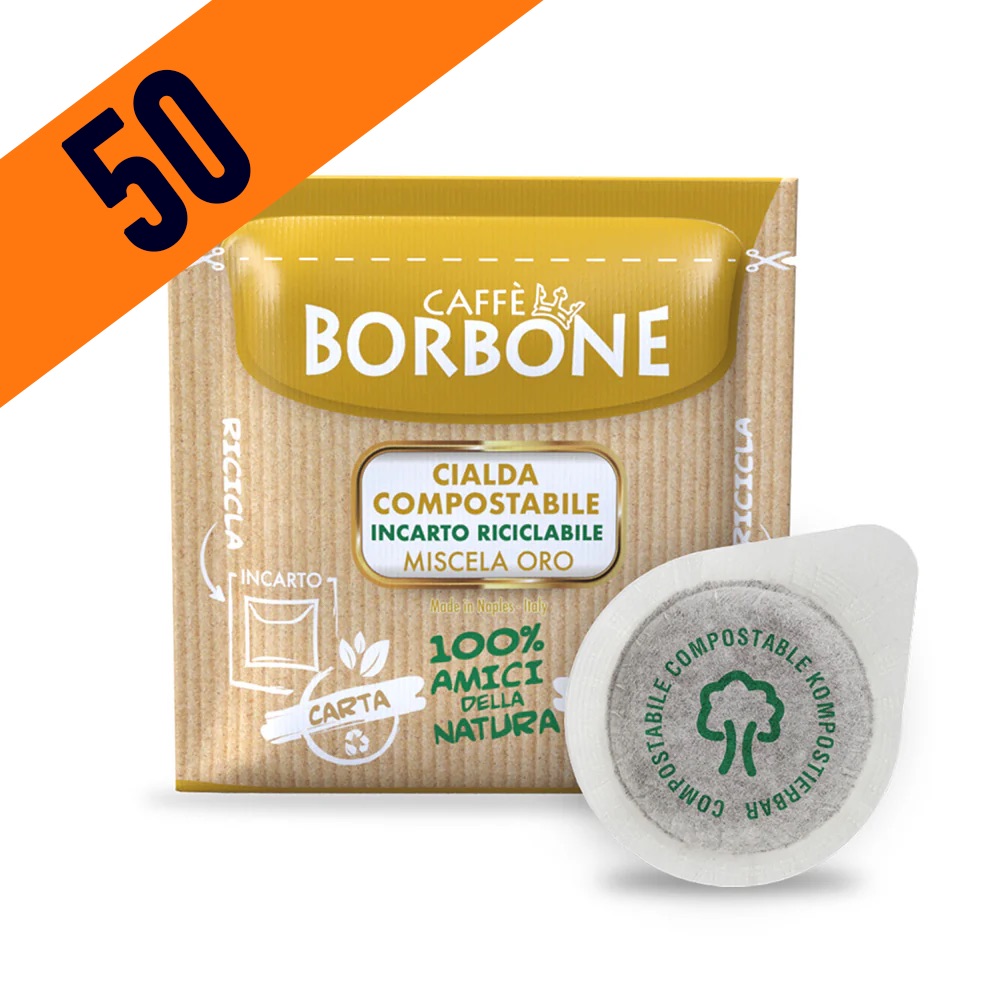 50
CAFFÈ
BORBONE
RICICLA
RICICLA
CIALDA
COMPOSTABILE
INCARTO RICICLABILE
MISCELA ORO
Made in Naples - Italy
INCARTO
CARTA
100%
AMICI
DELLA
NATURA
COMPOSTABILE COMPOSTABLE KOMPOSTIERBAR